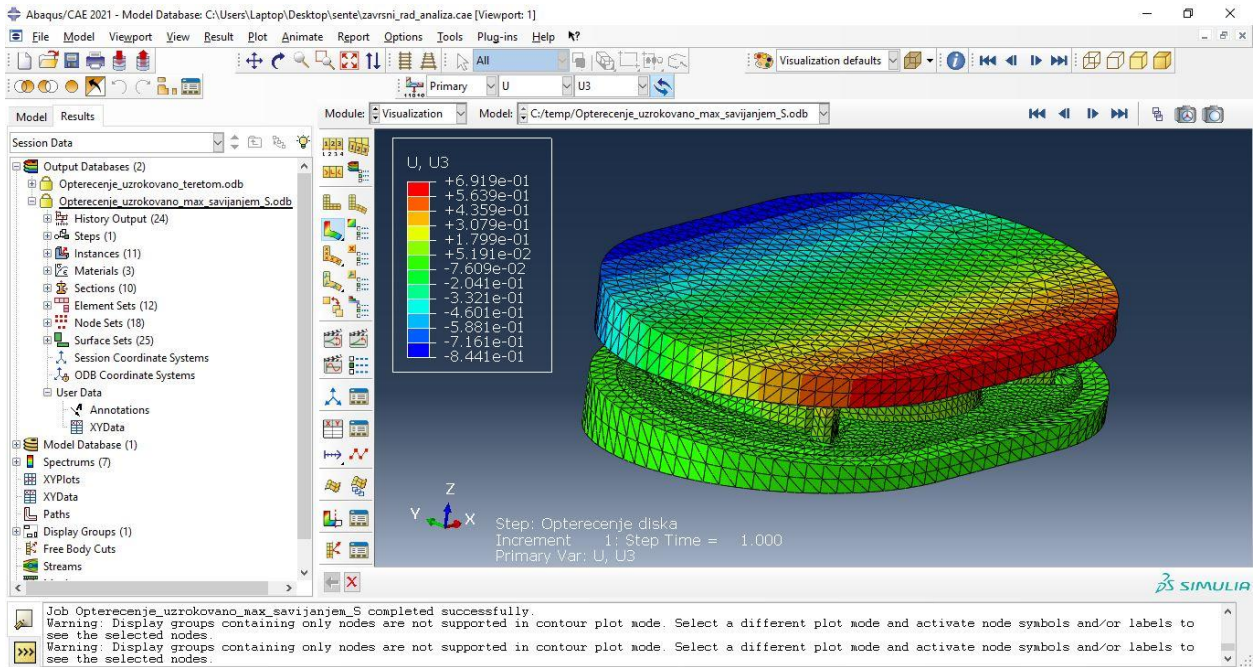 Abaqus/CAE 2021 - Model Database: C:\Users\Laptop\Desktop\sente\zavrsni_rad_analiza.cae [Viewport: 1]
File Model Viewport View Result Plot Animate Report Options Tools Plug-ins Help
All
Visualization defaults
Primary U U3
Model Results
Module: Visualization Model: C:/temp/Opterecenje_uzrokovano_max_savijanjem_S.odb
Session Data
Output Databases (2)
Opterecenje_uzrokovano_teretom.odb
Opterecenje_uzrokovano_max_savijanjem_S.odb
History Output (24)
Steps (1)
Instances (11)
Materials (3)
Sections (10)
Element Sets (12)
Node Sets (18)
Surface Sets (25)
Session Coordinate Systems
ODB Coordinate Systems
User Data
Annotations
XYData
Model Database (1)
Spectrums (7)
XYPlots
XYData
Paths
Display Groups (1)
Free Body Cuts
Streams
U, U3
+6.919e-01
+5.639e-01
+4.359e-01
+3.079e-01
+1.799e-01
+5.191e-02
-7.609e-02
-2.041e-01
-3.321e-01
-4.601e-01
-5.881e-01
-7.161e-01
-8.441e-01
Z
Y
X
Step: Opterecenje diska
Increment 1: Step Time = 1.000
Primary Var: U, U3
SIMULIA
Job Opterecenje_uzrokovano_max_savijanjem_S completed successfully.
Warning: Display groups containing only nodes are not supported in contour plot mode. Select a different plot mode and activate node symbols and/or labels to
see the selected nodes.
Warning: Display groups containing only nodes are not supported in contour plot mode. Select a different plot mode and activate node symbols and/or labels to
see the selected nodes.